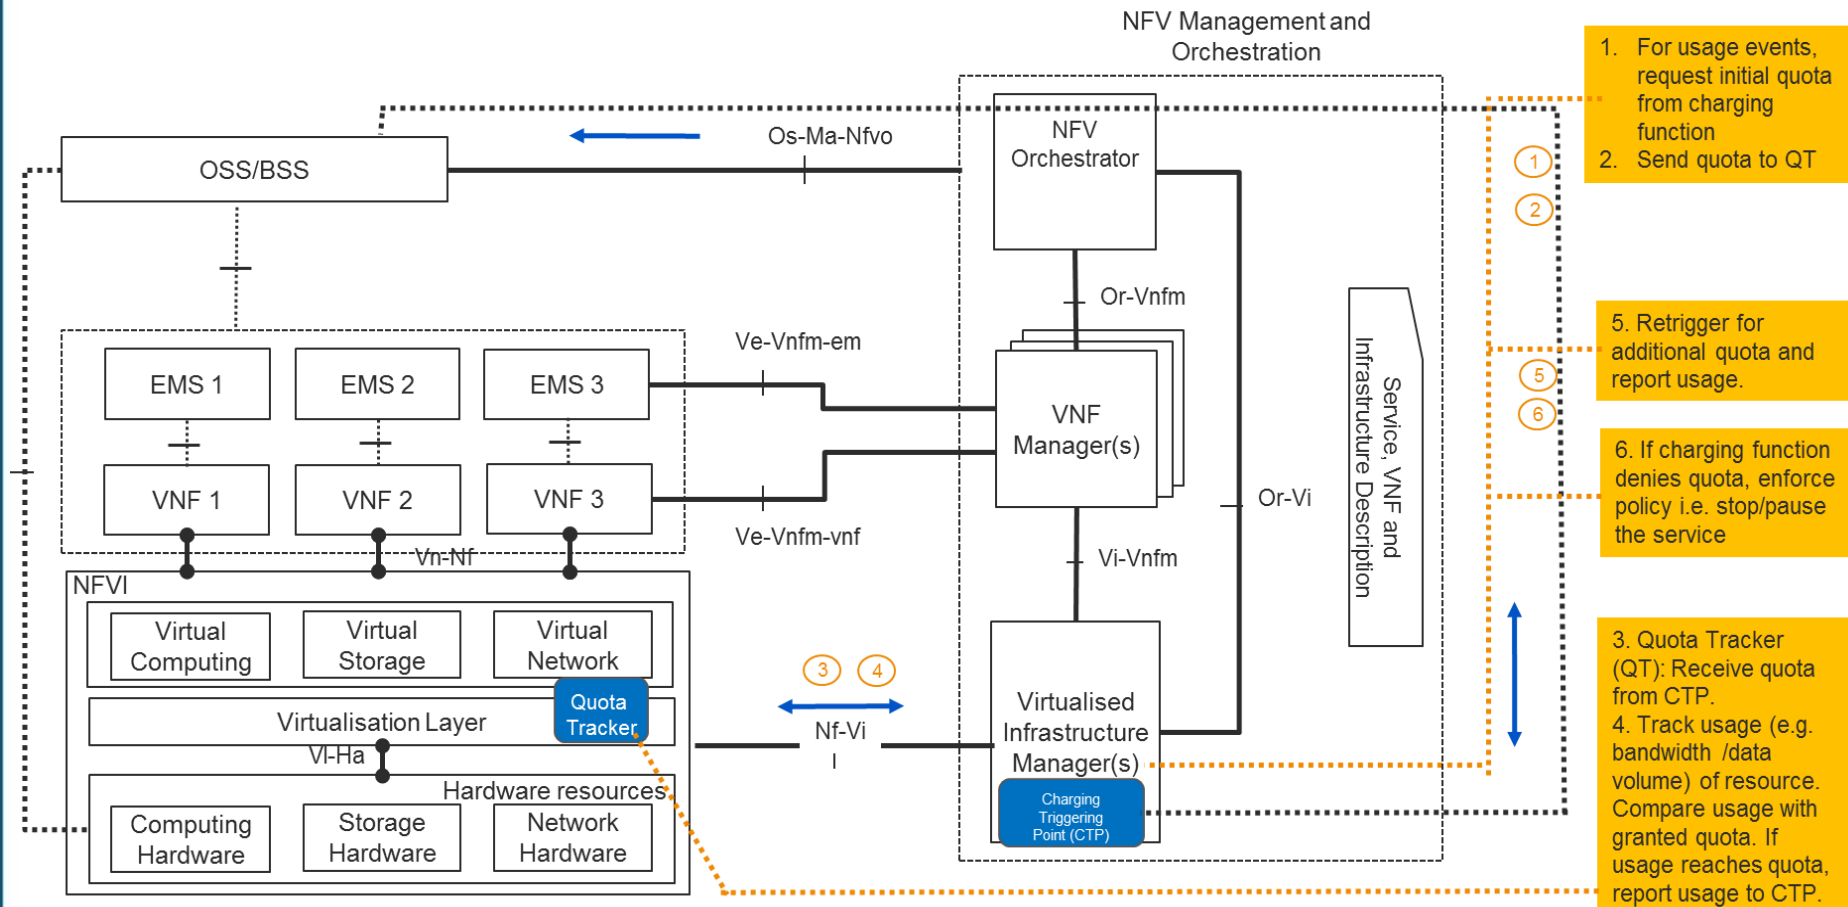 NFV Management and
Orchestration
1. For usage events,
request initial quota
from charging
function
2. Send quota to QT
NFV
Orchestrator
Os-Ma-Nfvo
OSS/BSS
1
2
Or-Vnfm
Ve-Vnfm-em
5. Retrigger for
additional quota and
report usage.
EMS 1
EMS 2
EMS 3
5
6
VNF
Manager(s)
Service, VNF and
Infrastructure Description
6. If charging function
denies quota, enforce
policy i.e. stop/pause
the service
VNF 1
VNF 2
VNF 3
Or-Vi
Ve-Vnfm-vnf
Vn-Nf
Vi-Vnfm
NFVI
Virtual
Computing
Virtual
Storage
Virtual
Network
3
4
3. Quota Tracker
(QT): Receive quota
from CTP.
4. Track usage (e.g.
bandwidth /data
volume) of resource.
Compare usage with
granted quota. If
usage reaches quota,
report usage to CTP.
Quota
Tracker
Virtualisation Layer
Nf-Vi
Virtualised
Infrastructure
Manager(s)
Vl-Ha
Hardware resources
Charging
Triggering
Point (CTP)
Computing
Hardware
Storage
Hardware
Network
Hardware